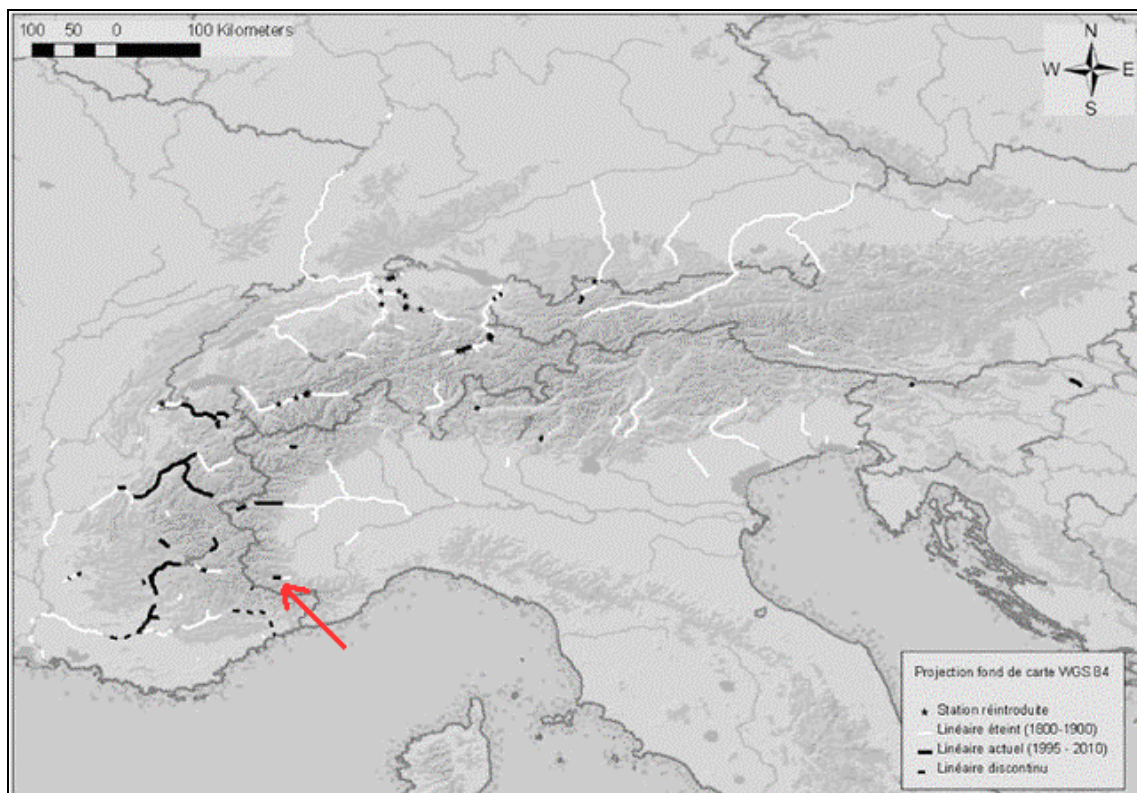 100 50 0 100 Kilometers
N
W E
S
Projection fond de carte WGS 84
Station réintroduite
Linéaire éteint (1800-1900)
Linéaire actuel (1995 - 2010)
Linéaire discontinu